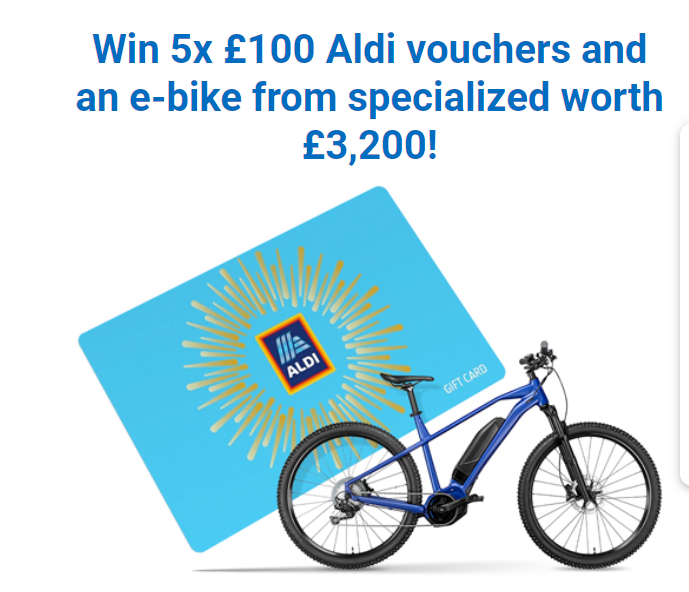 Win 5x £100 Aldi vouchers and
an e-bike from specialized worth
£3,200!
ALDI
GIFT CARD